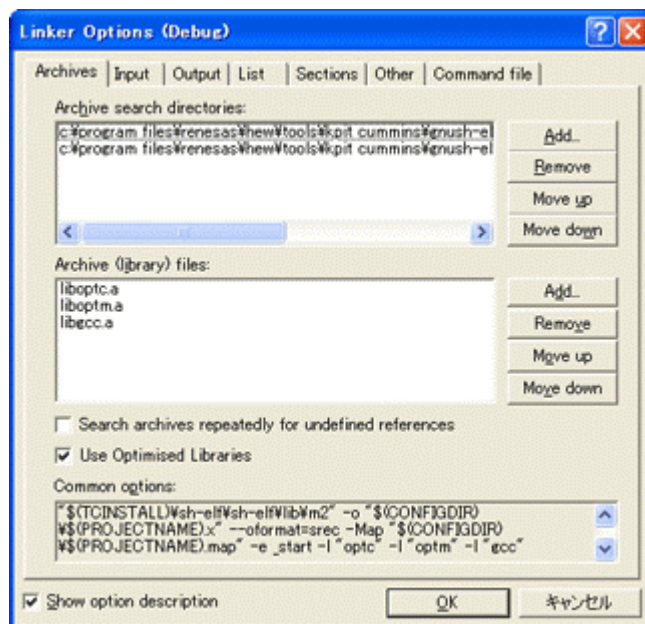 Linker Options (Debug)
Archives Input Output List Sections Other Command file
Archive search directories:
c:¥program files¥renesas¥hew¥tools¥kpit cummins¥gnush-el
c:¥program files¥renesas¥hew¥tools¥kpit cummins¥gnush-el
Add...
Remove
Move up
Move down
Archive (library) files:
liboptc.a
liboptm.a
libgcc.a
Add...
Remove
Move up
Move down
Search archives repeatedly for undefined references
Use Optimised Libraries
Common options:
"$(TCINSTALL)¥sh-elf¥sh-elf¥lib¥m2" -o "$(CONFIGDIR)
¥$(PROJECTNAME).x" --oformat=srec -Map "$(CONFIGDIR)
¥$(PROJECTNAME).map" -e _start -l "optc" -l "optm" -l "gcc"
Show option description
OK
キャンセル